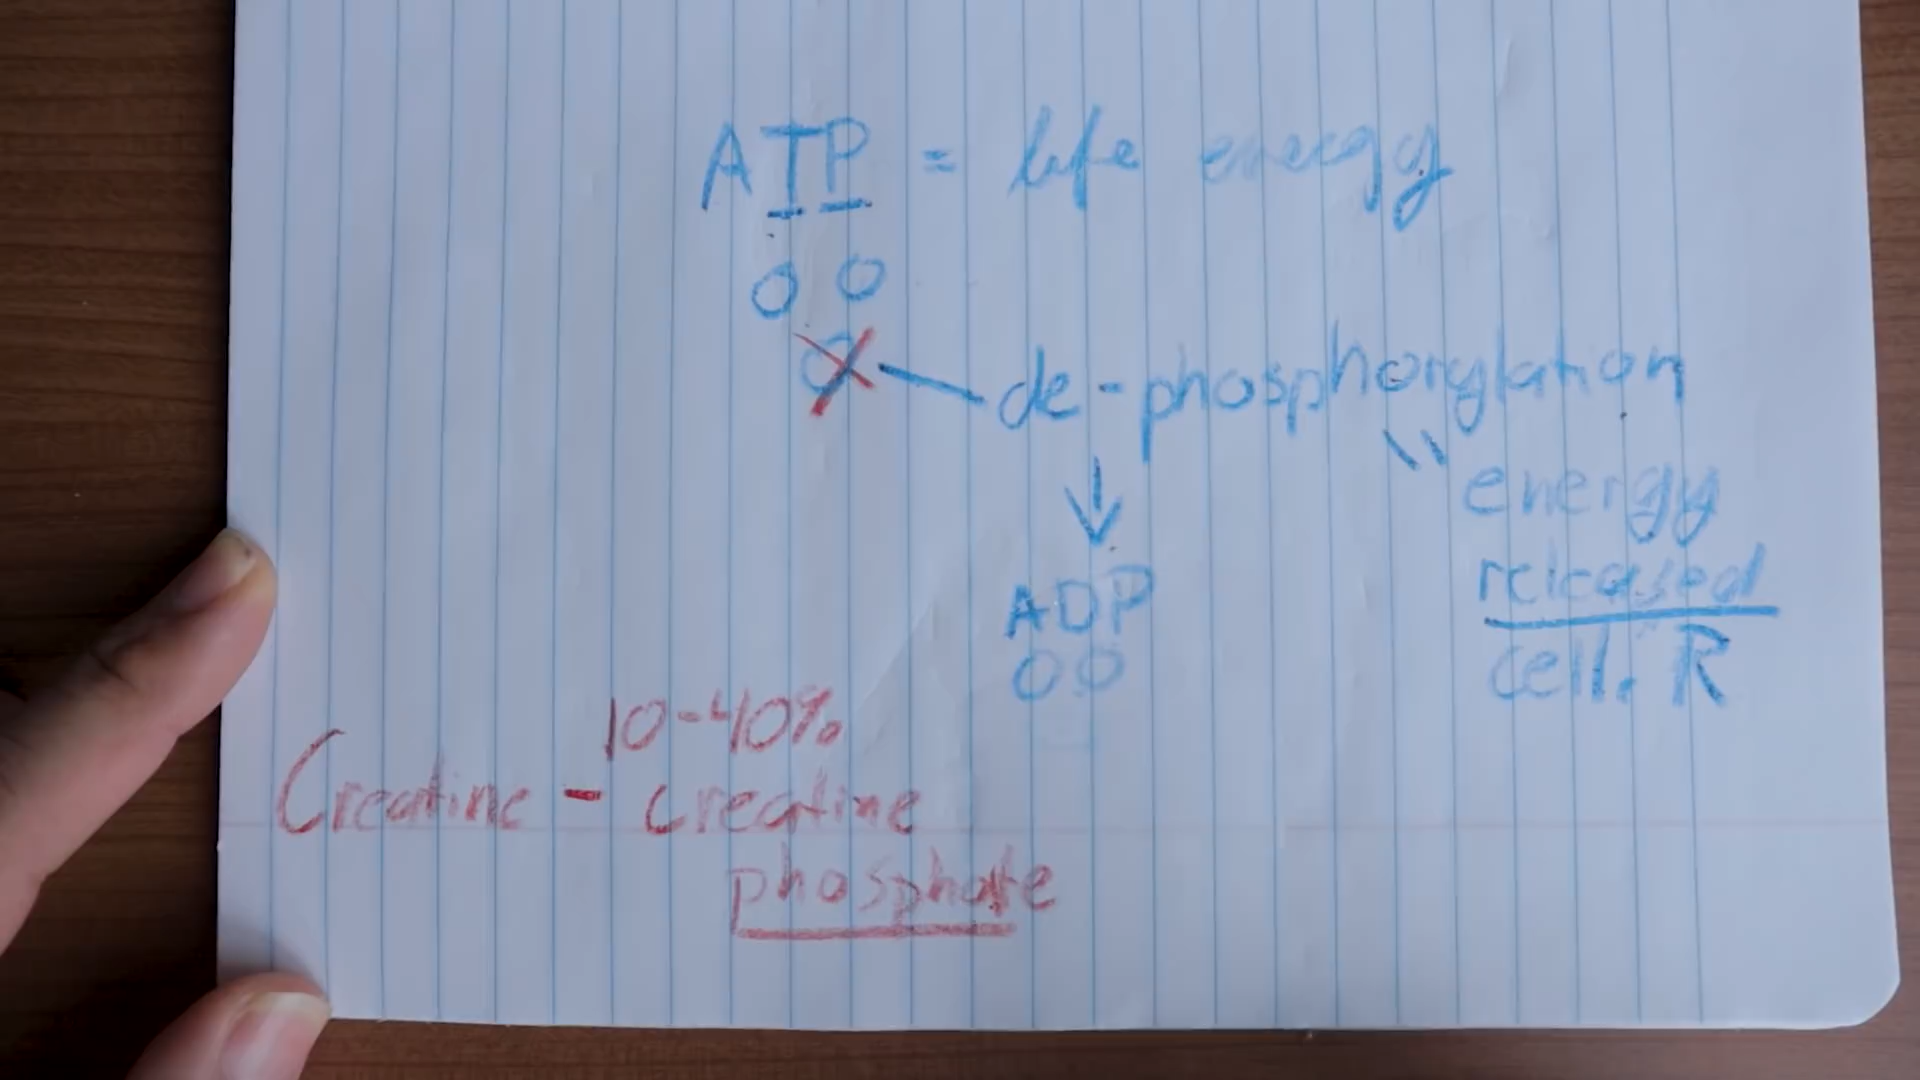 ATP = life energy
de-phosphorylation
energy
released
ADP
cell. R
10-40%
Creatine - creatine
phosphate